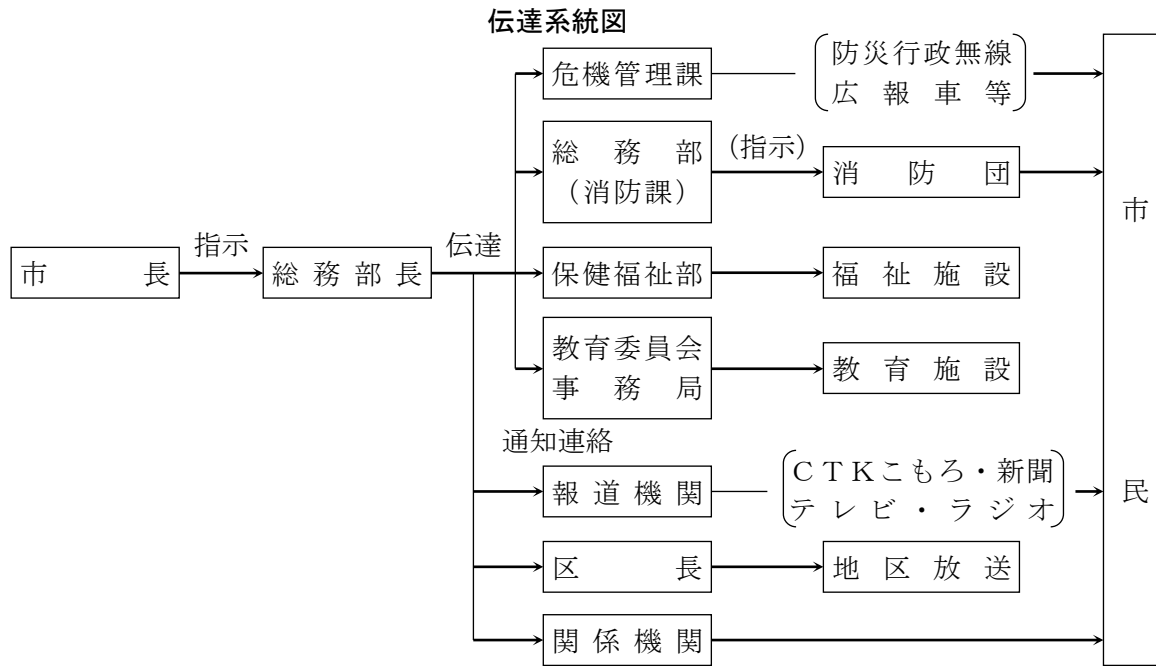 伝達系統図
危機管理課
防災行政無線
広報車等
総務部
（消防課）
（指示）
消防団
市長
指示
総務部長
伝達
保健福祉部
福祉施設
教育委員会
事務局
教育施設
通知連絡
報道機関
ＣＴＫこもろ・新聞
テレビ・ラジオ
区長
地区放送
関係機関
市民